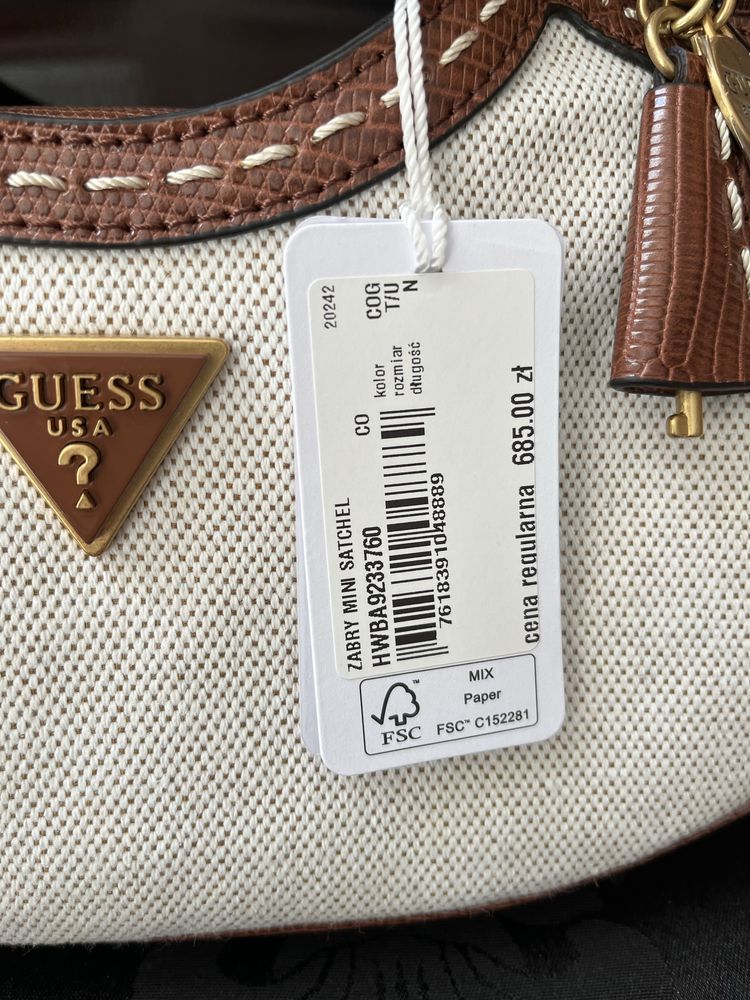 GUESS
USA
?
20242
ZABRY MINI SATCHEL
CO
HWBA9233760
7618391048889
kolor COG
rozmiar T/U
długość N
cena regularna 685.00 zł
FSC™
MIX
Paper
FSC™ C152281